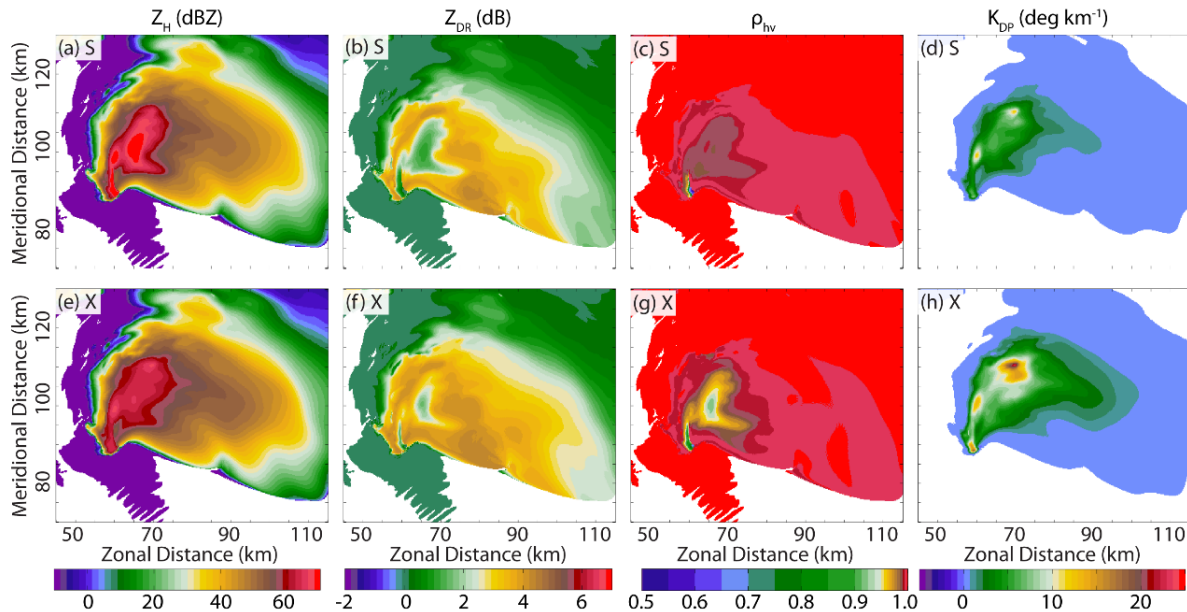 Z_H (dBZ) Z_DR (dB) ρ_hv K_DP (deg km⁻¹)
(a) S (b) S (c) S (d) S
Meridional Distance (km)
120
100
80
(e) X (f) X (g) X (h) X
Meridional Distance (km)
120
100
80
50 70 90 110 50 70 90 110 50 70 90 110 50 70 90 110
Zonal Distance (km) Zonal Distance (km) Zonal Distance (km) Zonal Distance (km)
0 20 40 60 -2 0 2 4 6 0.5 0.6 0.7 0.8 0.9 1.0 0 10 20